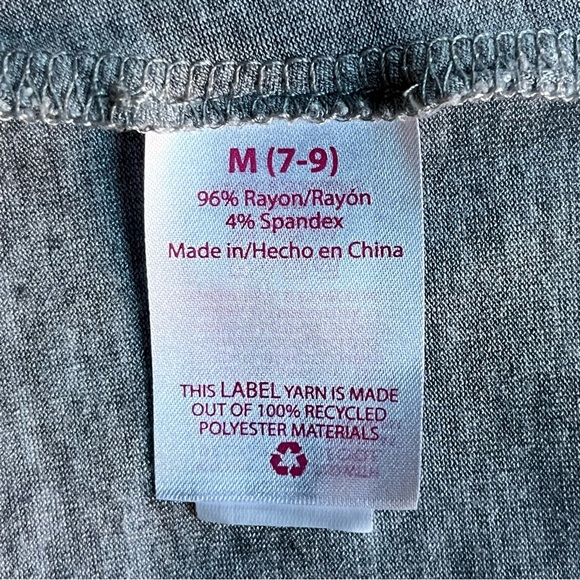 M (7-9)
96% Rayon/Rayón
4% Spandex
Made in/Hecho en China
THIS LABEL YARN IS MADE
OUT OF 100% RECYCLED
POLYESTER MATERIALS